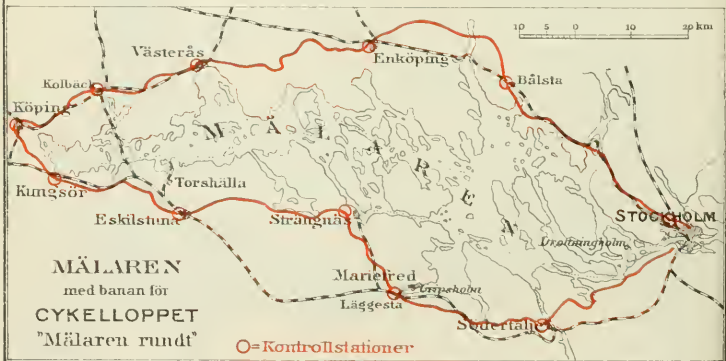 10 0 10 20 km
Västerås
Enköping
Kolbäck
Bålsta
Köping
MÄLAREN
Kungsör
Torshälla
Eskilstuna
Strängnäs
STOCKHOLM
Drottningholm
MÄLAREN
med banan för
CYKELLOPPET
"Mälaren rundt"
Mariefred
Gripsholm
Läggesta
Södertälje
O=Kontrollstationer